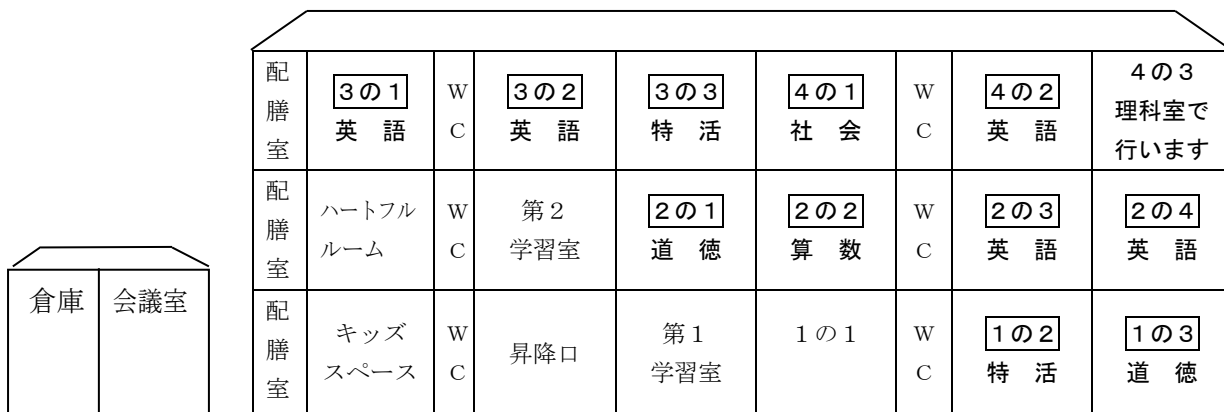 配膳室
３の１
英　語
ＷＣ
３の２
英　語
３の３
特　活
４の１
社　会
ＷＣ
４の２
英　語
４の３
理科室で
行います
配膳室
ハートフル
ルーム
ＷＣ
第２
学習室
２の１
道　徳
２の２
算　数
ＷＣ
２の３
英　語
２の４
英　語
倉庫
会議室
配膳室
キッズ
スペース
ＷＣ
昇降口
第１
学習室
１の１
ＷＣ
１の２
特　活
１の３
道　徳